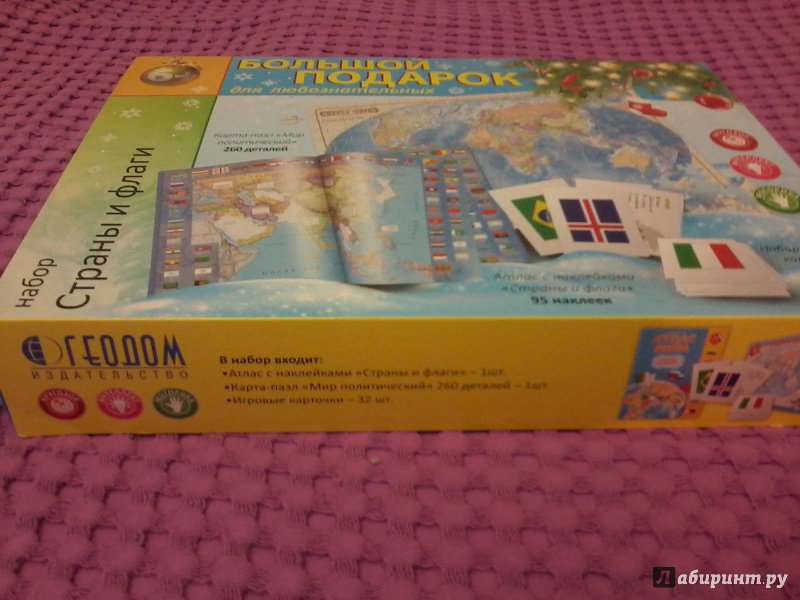 6+
БОЛЬШОЙ
ПОДАРОК
для любознательных
Карта-пазл «Мир
политический»
260 деталей
набор
Страны и флаги
Атлас с наклейками
«Страны и флаги»
95 наклеек
ГЕОДОМ
ИЗДАТЕЛЬСТВО
В набор входит:
•Атлас с наклейками «Страны и флаги» – 1шт.
•Карта-пазл «Мир политический» 260 деталей – 1шт.
•Игровые карточки – 32 шт.
Лабиринт.ру